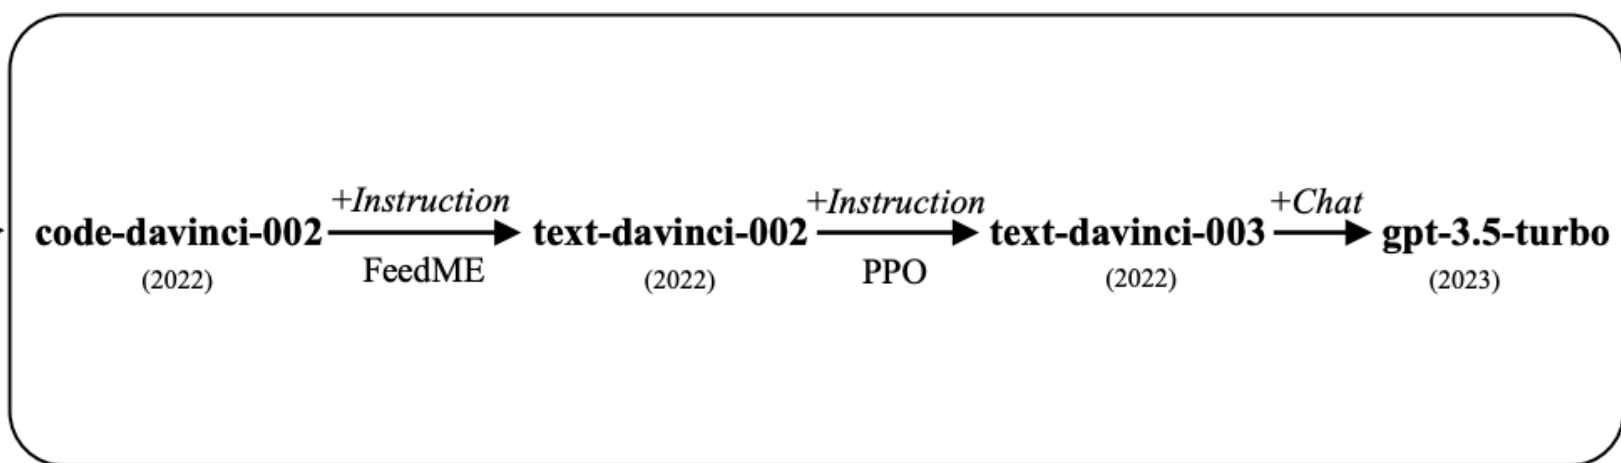 +Instruction +Instruction +Chat
code-davinci-002 text-davinci-002 text-davinci-003 gpt-3.5-turbo
FeedME PPO
(2022) (2022) (2022) (2023)